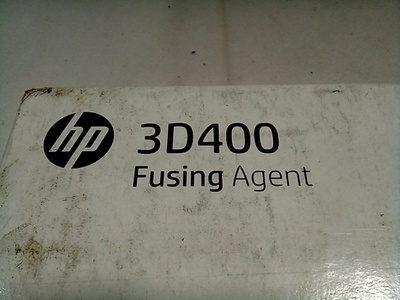 hp
3D400
Fusing Agent